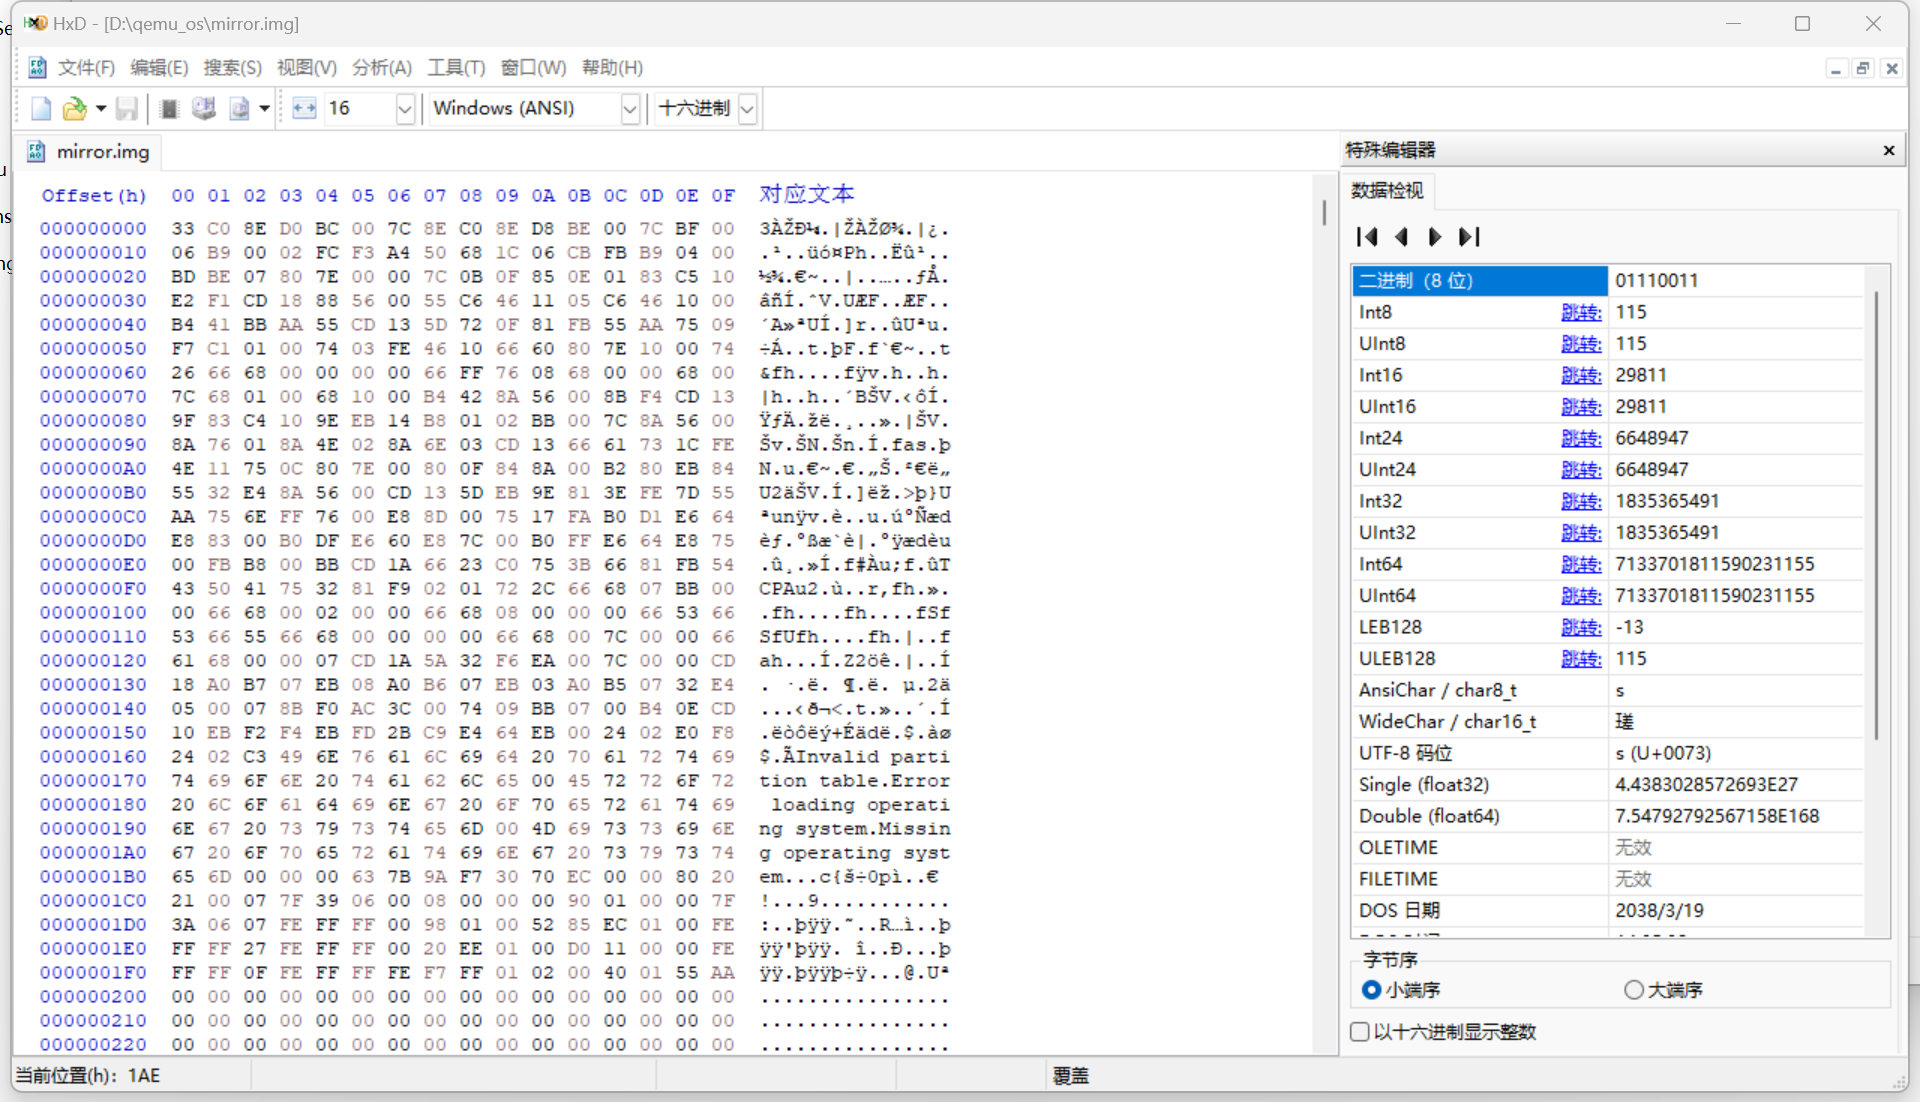 HxD - [D:\qemu_os\mirror.img]
文件(F) 编辑(E) 搜索(S) 视图(V) 分析(A) 工具(T) 窗口(W) 帮助(H)
16 Windows (ANSI) 十六进制
mirror.img
Offset(h) 00 01 02 03 04 05 06 07 08 09 0A 0B 0C 0D 0E 0F 对应文本
000000000 33 C0 8E D0 BC 00 7C 8E C0 8E D8 BE 00 7C BF 00 3ÀŽÐ¼.|ŽÀŽØ¾.|¿.
000000010 06 B9 00 02 FC F3 A4 50 68 1C 06 CB FB B9 04 00 .¹..üó¤Ph..Ëû¹..
000000020 BD BE 07 80 7E 00 00 7C 0B 0F 85 0E 01 83 C5 10 ½¾.€~..|..…..ƒÅ.
000000030 E2 F1 CD 18 88 56 00 55 C6 46 11 05 C6 46 10 00 âñÍ.ˆV.UÆF..ÆF..
000000040 B4 41 BB AA 55 CD 13 5D 72 0F 81 FB 55 AA 75 09 ´A»ªUÍ.]r..ûUªu.
000000050 F7 C1 01 00 74 03 FE 46 10 66 60 80 7E 10 00 74 ÷Á..t.þF.f`€~..t
000000060 26 66 68 00 00 00 00 66 FF 76 08 68 00 00 68 00 &fh....fÿv.h..h.
000000070 7C 68 01 00 68 10 00 B4 42 8A 56 00 8B F4 CD 13 |h..h..´BŠV.‹ôÍ.
000000080 9F 83 C4 10 9E EB 14 B8 01 02 BB 00 7C 8A 56 00 ŸƒÄ.žë.¸..».|ŠV.
000000090 8A 76 01 8A 4E 02 8A 6E 03 CD 13 66 61 73 1C FE Šv.ŠN.Šn.Í.fas.þ
0000000A0 4E 11 75 0C 80 7E 00 80 0F 84 8A 00 B2 80 EB 84 N.u.€~.€.„Š.²€ë„
0000000B0 55 32 E4 8A 56 00 CD 13 5D EB 9E 81 3E FE 7D 55 U2äŠV.Í.]ëž.>þ}U
0000000C0 AA 75 6E FF 76 00 E8 8D 00 75 17 FA B0 D1 E6 64 ªunÿv.è..u.ú°Ñæd
0000000D0 E8 83 00 B0 DF E6 60 E8 7C 00 B0 FF E6 64 E8 75 èƒ.°ßæ`è|.°ÿædèu
0000000E0 00 FB B8 00 BB CD 1A 66 23 C0 75 3B 66 81 FB 54 .û¸.»Í.f#Àu;f.ûT
0000000F0 43 50 41 75 32 81 F9 02 01 72 2C 66 68 07 BB 00 CPAu2.ù..r,fh.».
000000100 00 66 68 00 02 00 00 66 68 08 00 00 00 66 53 66 .fh....fh....fSf
000000110 53 66 55 66 68 00 00 00 00 66 68 00 7C 00 00 66 SfUfh....fh.|..f
000000120 61 68 00 00 07 CD 1A 5A 32 F6 EA 00 7C 00 00 CD ah...Í.Z2öê.|..Í
000000130 18 A0 B7 07 EB 08 A0 B6 07 EB 03 A0 B5 07 32 E4 . ·.ë. ¶.ë. µ.2ä
000000140 05 00 07 8B F0 AC 3C 00 74 09 BB 07 00 B4 0E CD ...‹ð¬<.t.»..´.Í
000000150 10 EB F2 F4 EB FD 2B C9 E4 64 EB 00 24 02 E0 F8 .ëòôëý+Éädë.$.àø
000000160 24 02 C3 49 6E 76 61 6C 69 64 20 70 61 72 74 69 $.ÃInvalid parti
000000170 74 69 6F 6E 20 74 61 62 6C 65 00 45 72 72 6F 72 tion table.Error
000000180 20 6C 6F 61 64 69 6E 67 20 6F 70 65 72 61 74 69 loading operati
000000190 6E 67 20 73 79 73 74 65 6D 00 4D 69 73 73 69 6E ng system.Missin
0000001A0 67 20 6F 70 65 72 61 74 69 6E 67 20 73 79 73 74 g operating syst
0000001B0 65 6D 00 00 00 63 7B 9A F7 30 70 EC 00 00 80 20 em...c{š÷0pì..€
0000001C0 21 00 07 7F 39 06 00 08 00 00 00 90 01 00 00 7F !...9...........
0000001D0 3A 06 07 FE FF FF 00 98 01 00 52 85 EC 01 00 FE :..þÿÿ.˜..R…ì..þ
0000001E0 FF FF 27 FE FF FF 00 20 EE 01 00 D0 11 00 00 FE ÿÿ'þÿÿ. î..Ð...þ
0000001F0 FF FF 0F FE FF FF FE F7 FF 01 02 00 40 01 55 AA ÿÿ.þÿÿþ÷ÿ...@.Uª
000000200 00 00 00 00 00 00 00 00 00 00 00 00 00 00 00 00 ................
000000210 00 00 00 00 00 00 00 00 00 00 00 00 00 00 00 00 ................
000000220 00 00 00 00 00 00 00 00 00 00 00 00 00 00 00 00 ................
特殊编辑器
数据检视
二进制 (8 位) 01110011
Int8 跳转: 115
UInt8 跳转: 115
Int16 跳转: 29811
UInt16 跳转: 29811
Int24 跳转: 6648947
UInt24 跳转: 6648947
Int32 跳转: 1835365491
UInt32 跳转: 1835365491
Int64 跳转: 7133701811590231155
UInt64 跳转: 7133701811590231155
LEB128 跳转: -13
ULEB128 跳转: 115
AnsiChar / char8_t s
WideChar / char16_t 瑳
UTF-8 码位 s (U+0073)
Single (float32) 4.4383028572693E27
Double (float64) 7.54792792567158E168
OLETIME 无效
FILETIME 无效
DOS 日期 2038/3/19
字节序
小端序 大端序
以十六进制显示整数
当前位置(h): 1AE 覆盖